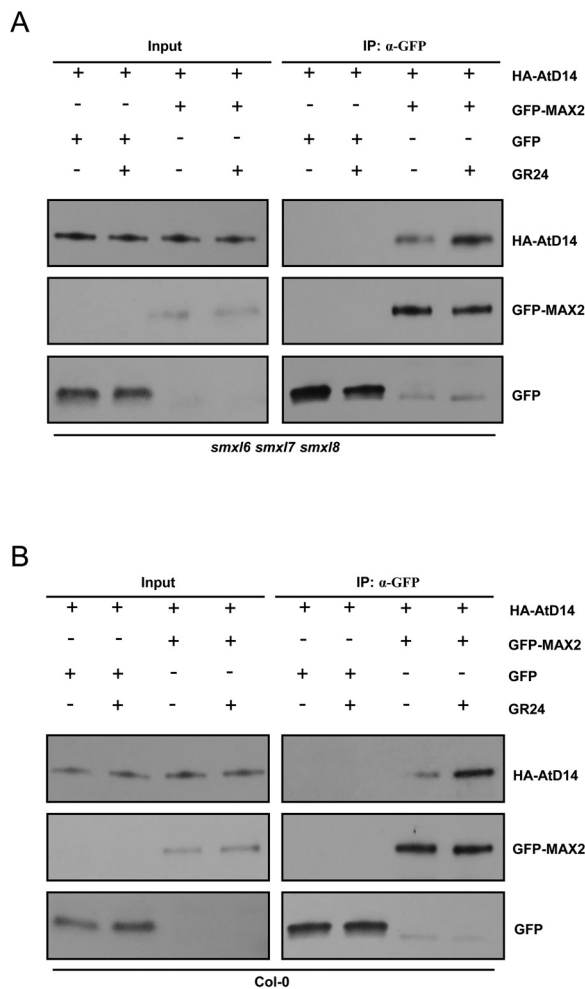 A
Input IP: α-GFP
+ + + + + + + + HA-AtD14
- - + + - - + + GFP-MAX2
+ + - - + + - - GFP
- + - + - + - + GR24
HA-AtD14
GFP-MAX2
GFP
smxl6 smxl7 smxl8
B
Input IP: α-GFP
+ + + + + + + + HA-AtD14
- - + + - - + + GFP-MAX2
+ + - - + + - - GFP
- + - + - + - + GR24
HA-AtD14
GFP-MAX2
GFP
Col-0